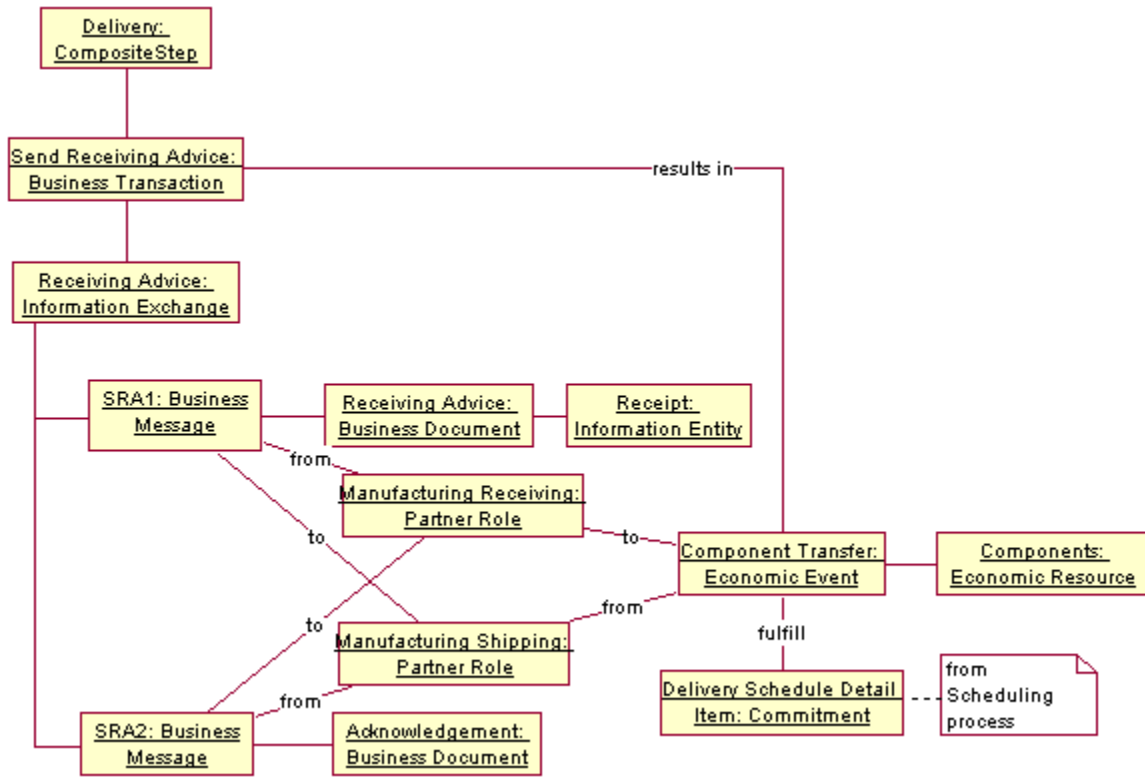 Delivery:
CompositeStep
Send Receiving Advice:
Business Transaction
results in
Receiving Advice:
Information Exchange
SRA1: Business
Message
Receiving Advice:
Business Document
Receipt:
Information Entity
from
Manufacturing Receiving:
Partner Role
to
to
Component Transfer:
Economic Event
Components:
Economic Resource
from
to
fulfill
Manufacturing Shipping:
Partner Role
from
Delivery Schedule Detail
Item: Commitment
from
Scheduling
process
SRA2: Business
Message
Acknowledgement:
Business Document